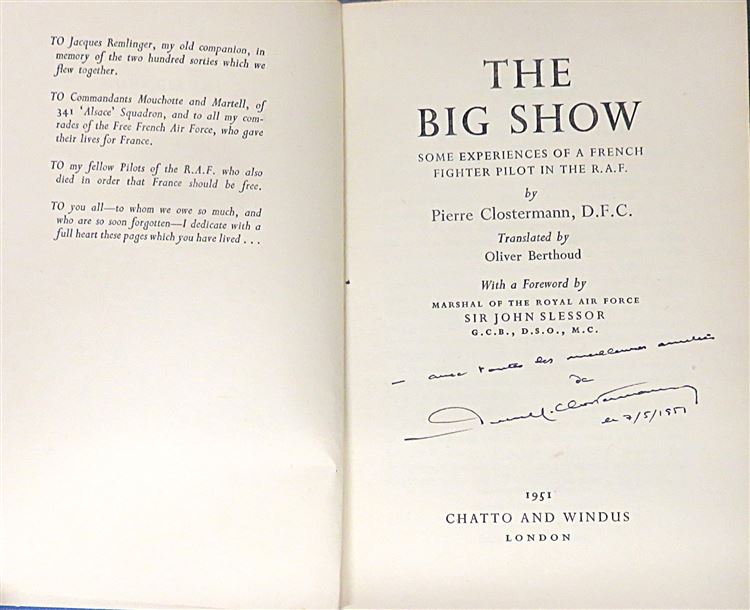 TO Jacques Remlinger, my old companion, in
memory of the two hundred sorties which we
flew together.
TO Commandants Mouchotte and Martell, of
341 'Alsace' Squadron, and to all my com-
rades of the Free French Air Force, who gave
their lives for France.
TO my fellow Pilots of the R.A.F. who also
died in order that France should be free.
TO you all—to whom we owe so much, and
who are so soon forgotten—I dedicate with a
full heart these pages which you have lived . . .
THE
BIG SHOW
SOME EXPERIENCES OF A FRENCH
FIGHTER PILOT IN THE R.A.F.
by
Pierre Clostermann, D.F.C.
Translated by
Oliver Berthoud
With a Foreword by
MARSHAL OF THE ROYAL AIR FORCE
SIR JOHN SLESSOR
G.C.B., D.S.O., M.C.
— avec toutes les meilleures amitiés
de
Clostermann
le 7/5/1951
1951
CHATTO AND WINDUS
LONDON